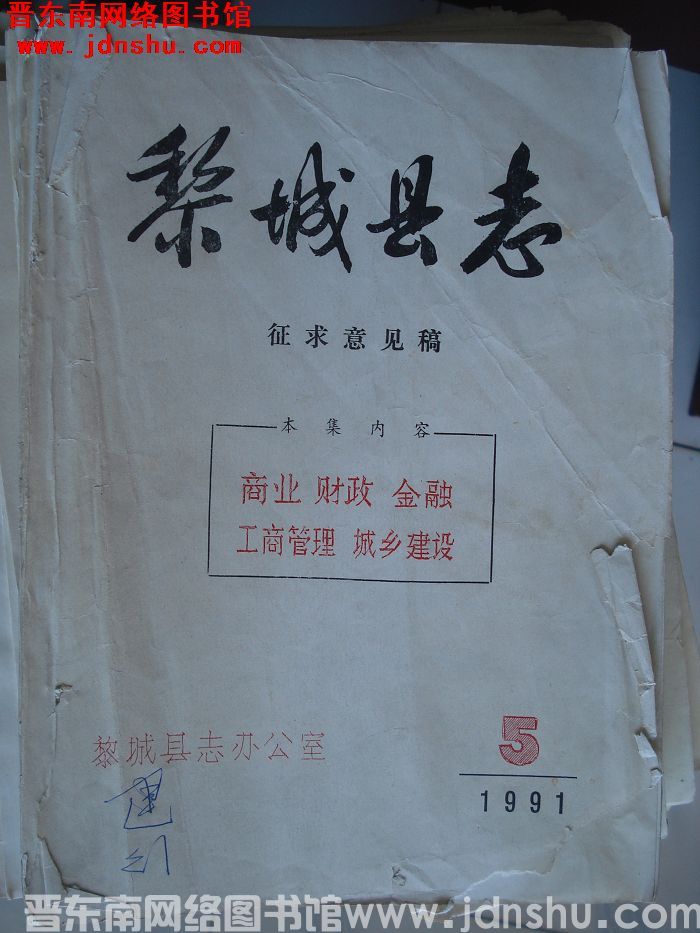 晋东南网络图书馆
www.jdnshu.com
黎城县志
征求意见稿
本集内容
商业 财政 金融
工商管理 城乡建设
5
黎城县志办公室
1991
晋东南网络图书馆www.jdnshu.com